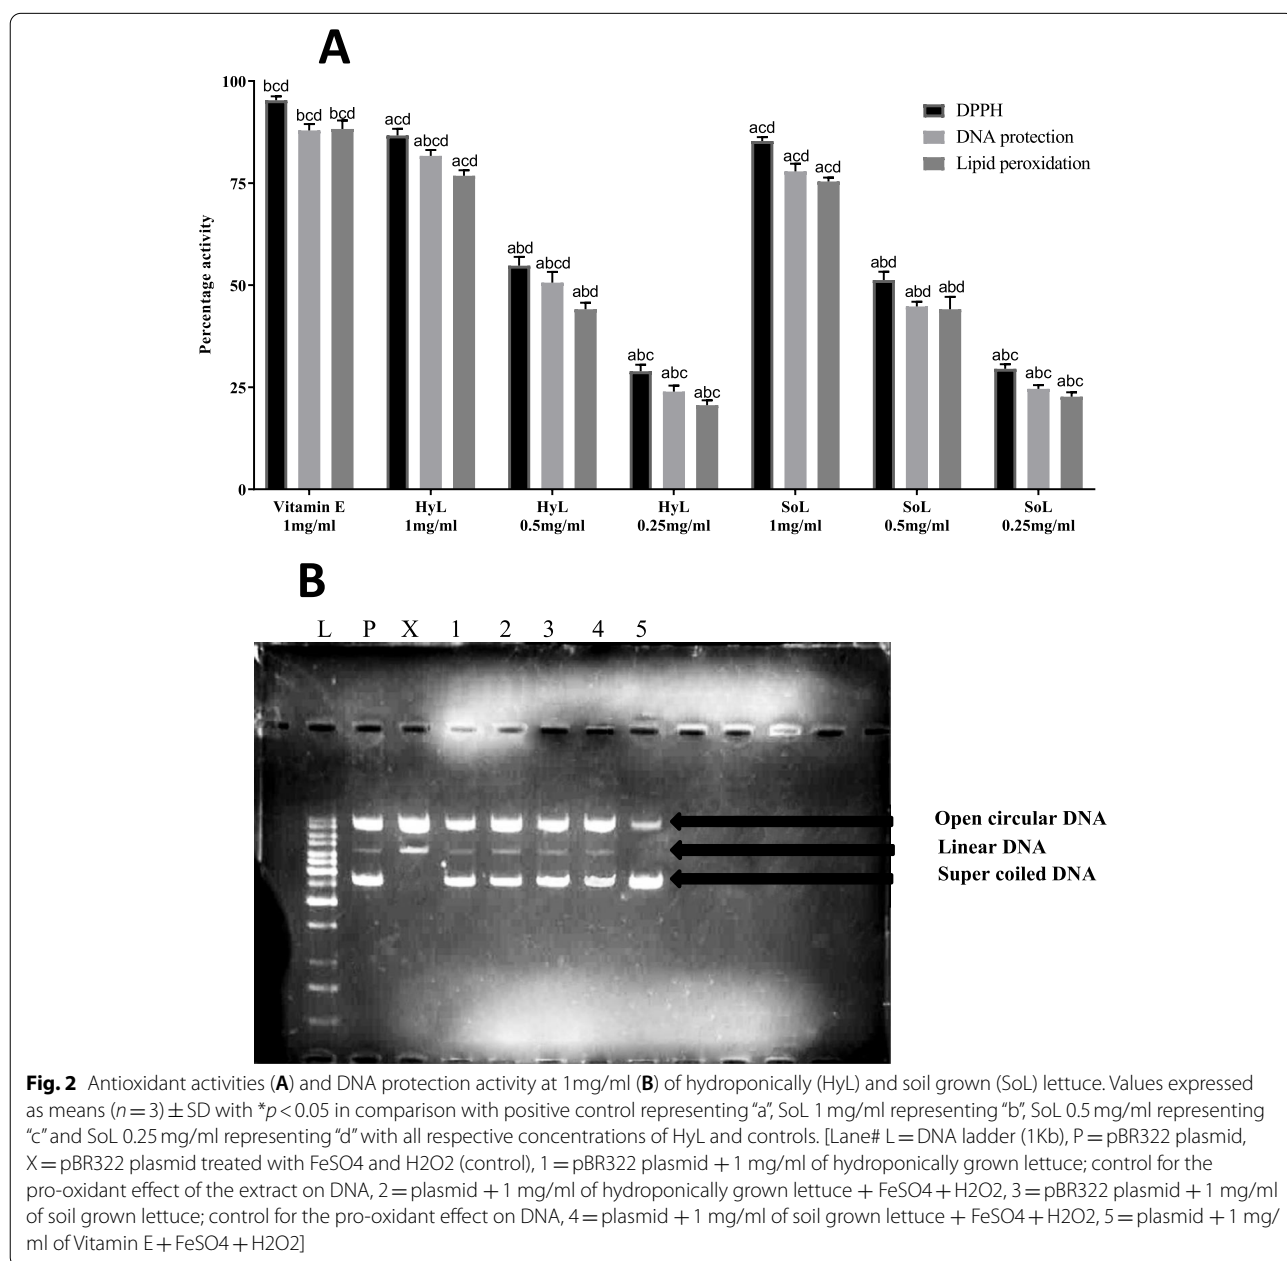 A
100
75
50
25
0
Percentage activity
bcd bcd bcd
acd abcd acd
abd abcd abd
abc abc abc
acd acd acd
abd abd abd
abc abc abc
DPPH
DNA protection
Lipid peroxidation
Vitamin E
1mg/ml
HyL
1mg/ml
HyL
0.5mg/ml
HyL
0.25mg/ml
SoL
1mg/ml
SoL
0.5mg/ml
SoL
0.25mg/ml
B
L P X 1 2 3 4 5
Open circular DNA
Linear DNA
Super coiled DNA
Fig. 2 Antioxidant activities (A) and DNA protection activity at 1mg/ml (B) of hydroponically (HyL) and soil grown (SoL) lettuce. Values expressed
as means (n = 3) ± SD with *p < 0.05 in comparison with positive control representing “a”, SoL 1 mg/ml representing “b”, SoL 0.5 mg/ml representing
“c” and SoL 0.25 mg/ml representing “d” with all respective concentrations of HyL and controls. [Lane# L = DNA ladder (1Kb), P = pBR322 plasmid,
X = pBR322 plasmid treated with FeSO4 and H2O2 (control), 1 = pBR322 plasmid + 1 mg/ml of hydroponically grown lettuce; control for the
pro-oxidant effect of the extract on DNA, 2 = plasmid + 1 mg/ml of hydroponically grown lettuce + FeSO4 + H2O2, 3 = pBR322 plasmid + 1 mg/ml
of soil grown lettuce; control for the pro-oxidant effect on DNA, 4 = plasmid + 1 mg/ml of soil grown lettuce + FeSO4 + H2O2, 5 = plasmid + 1 mg/
ml of Vitamin E + FeSO4 + H2O2]